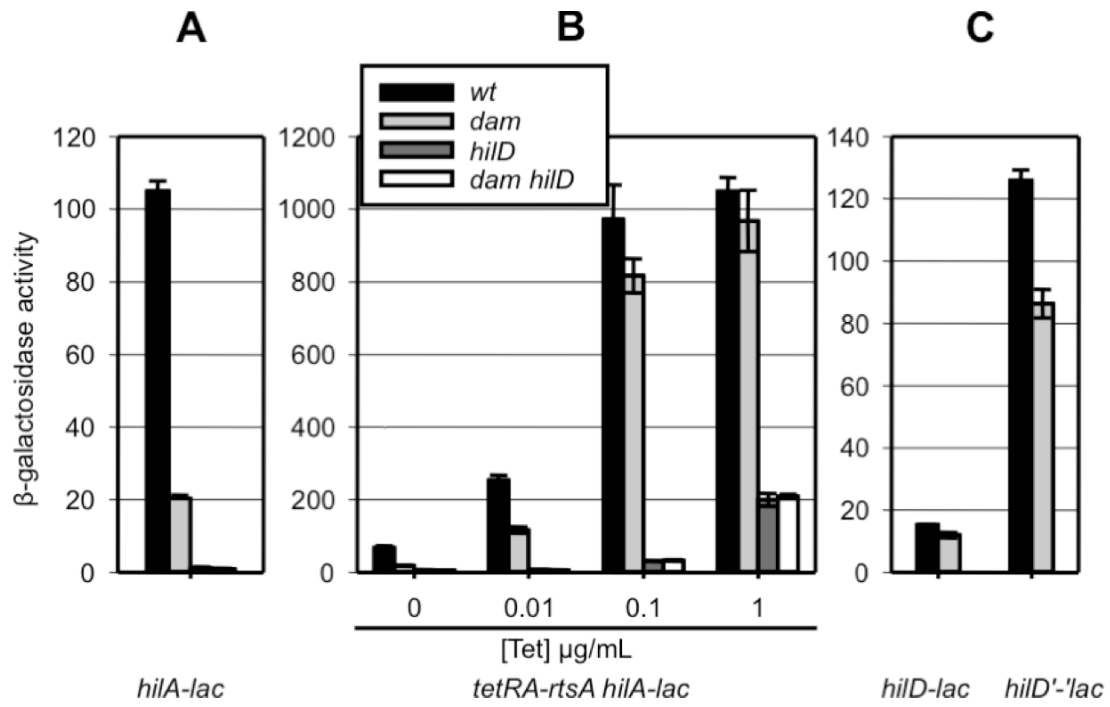 A
B
C
wt
dam
hilD
dam hilD
β-galactosidase activity
120
100
80
60
40
20
0
1200
1000
800
600
400
200
0
140
120
100
80
60
40
20
0
0 0.01 0.1 1
[Tet] μg/mL
hilA-lac
tetRA-rtsA hilA-lac
hilD-lac
hilD'-'lac